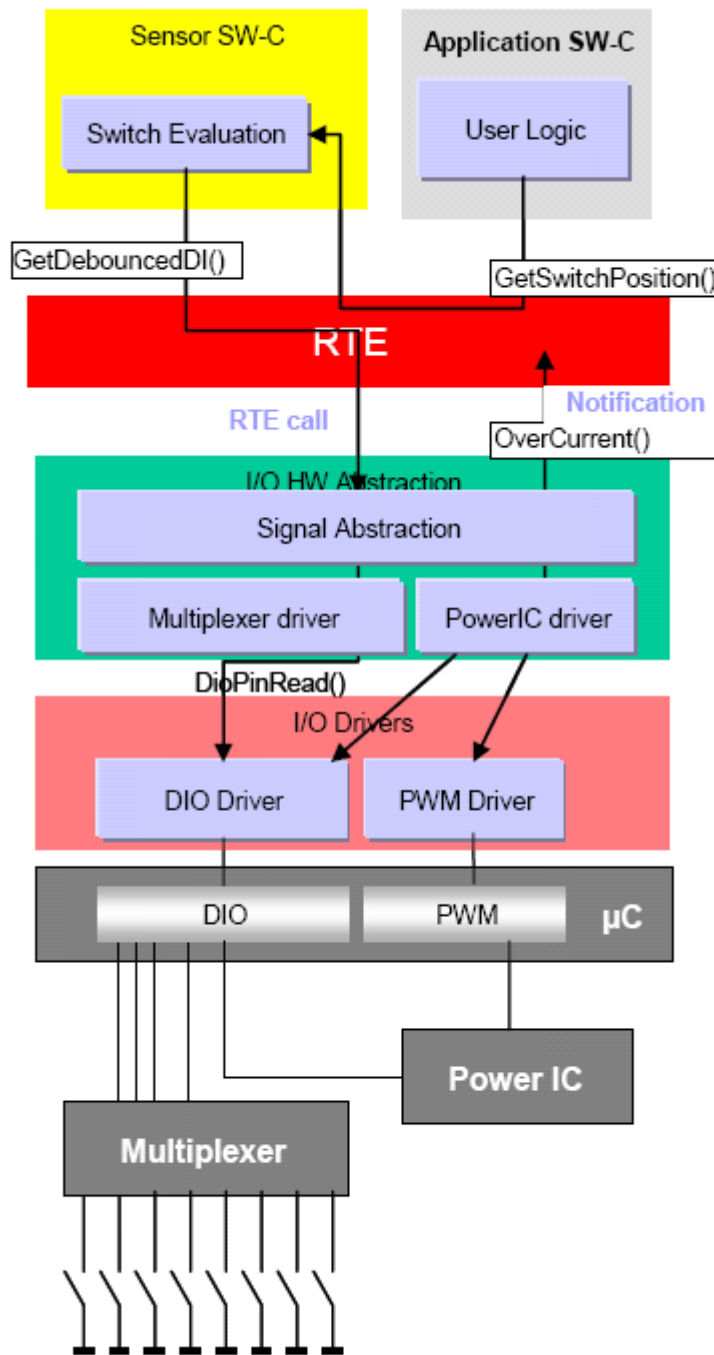 Sensor SW-C
Application SW-C
Switch Evaluation
User Logic
GetDebouncedDI()
GetSwitchPosition()
RTE
RTE call
Notification
OverCurrent()
I/O HW Abstraction
Signal Abstraction
Multiplexer driver
PowerIC driver
DioPinRead()
I/O Drivers
DIO Driver
PWM Driver
DIO
PWM
µC
Power IC
Multiplexer